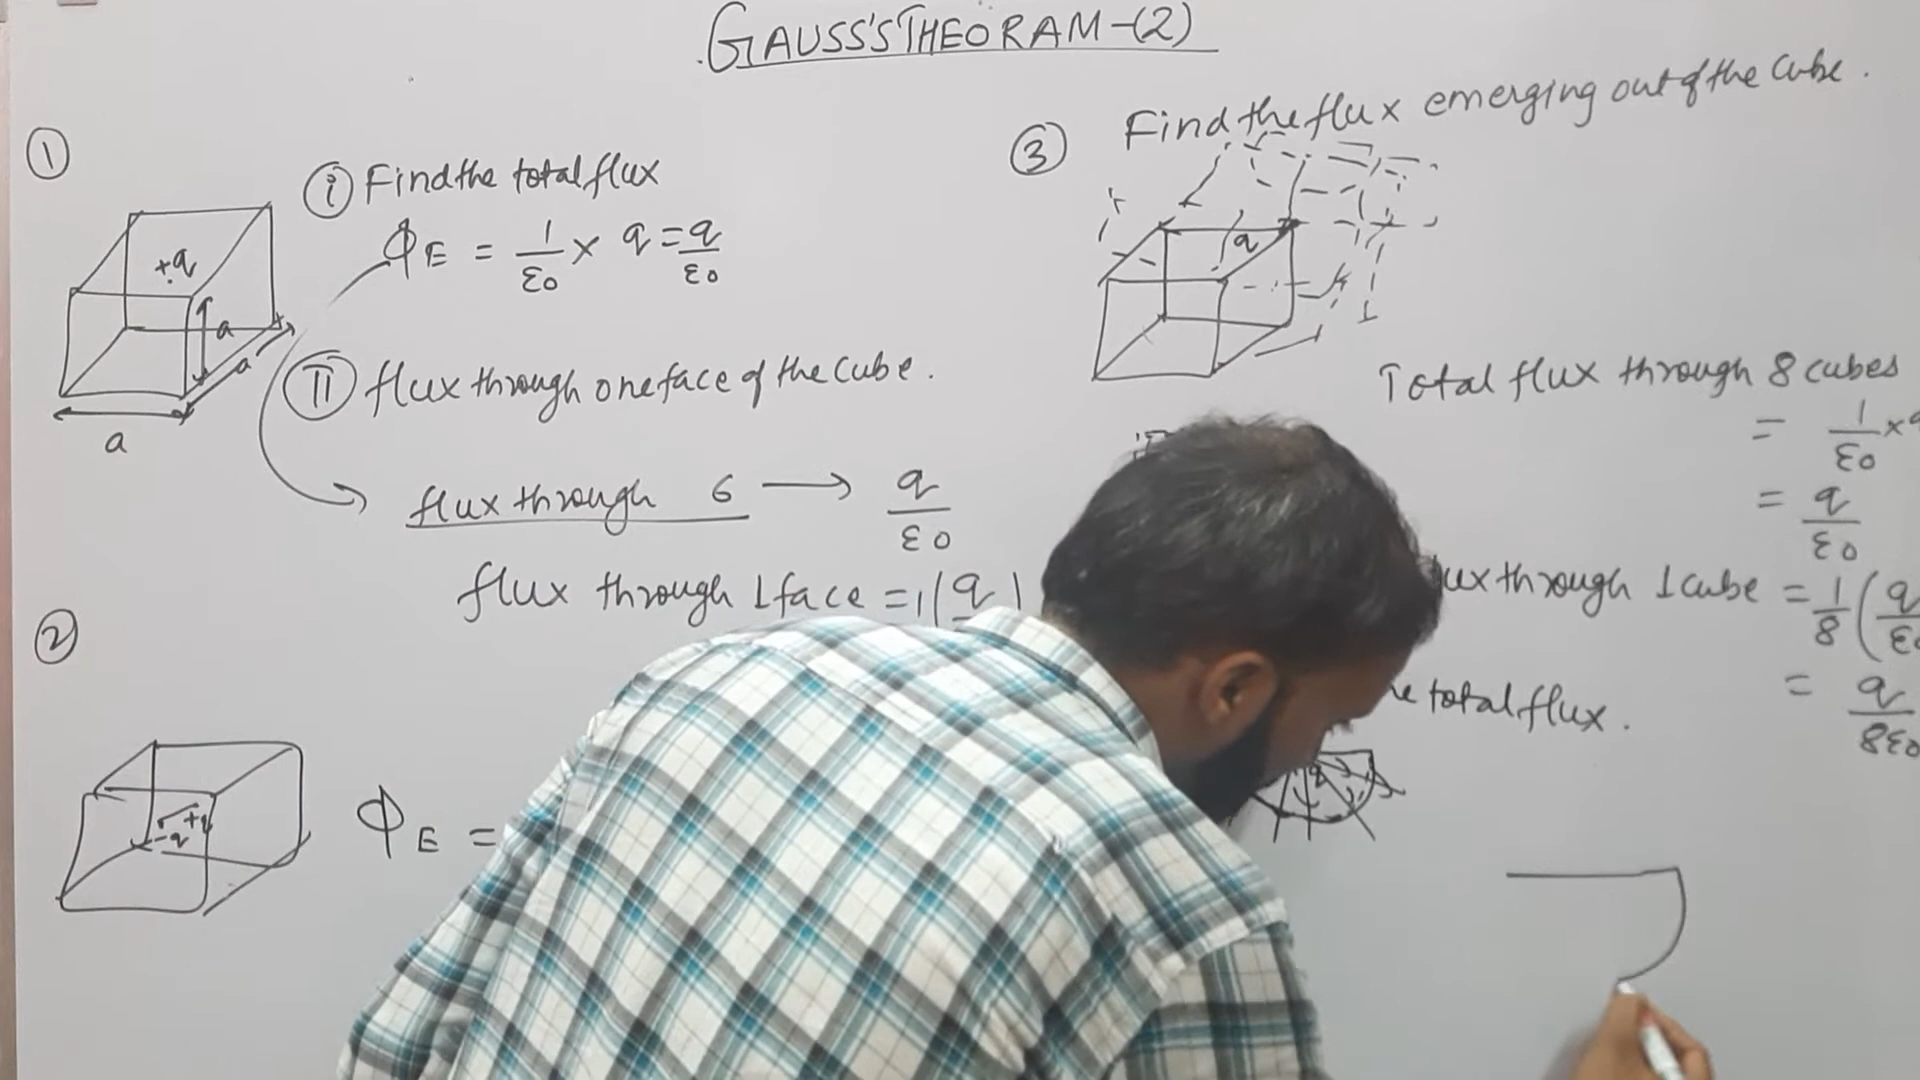 GAUSS'S THEORAM-(2)
①
+q
a
a
a
ⓘ Find the total flux
ΦE = 1/ε0 × q = q/ε0
Ⅱ flux through one face of the cube.
flux through 6 → q/ε0
flux through 1 face = 1(q
②
-q
ΦE =
③ Find the flux emerging out of the cube.
q
Total flux through 8 cubes
= 1/ε0 ×
= q/ε0
through 1 cube = 1/8 (q/ε0
= q/8ε0
total flux.